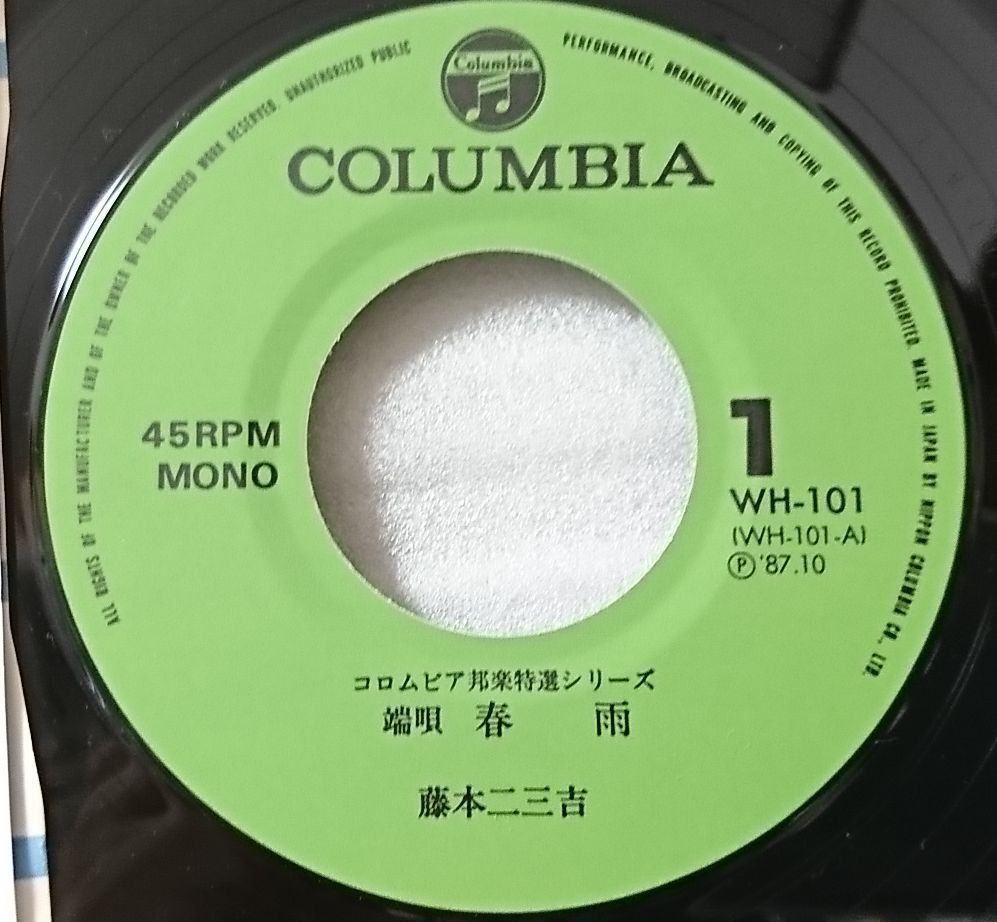 ALL RIGHTS OF THE MANUFACTURER AND OF THE OWNER OF THE RECORDED WORK RESERVED. UNAUTHORIZED PUBLIC PERFORMANCE, BROADCASTING AND COPYING OF THIS RECORD PROHIBITED. MADE IN JAPAN BY NIPPON COLUMBIA CO., LTD.
Columbia
COLUMBIA
45RPM
MONO
1
WH-101
(WH-101-A)
Ⓟ'87.10
コロムビア邦楽特選シリーズ
端唄 春 雨
藤本二三吉